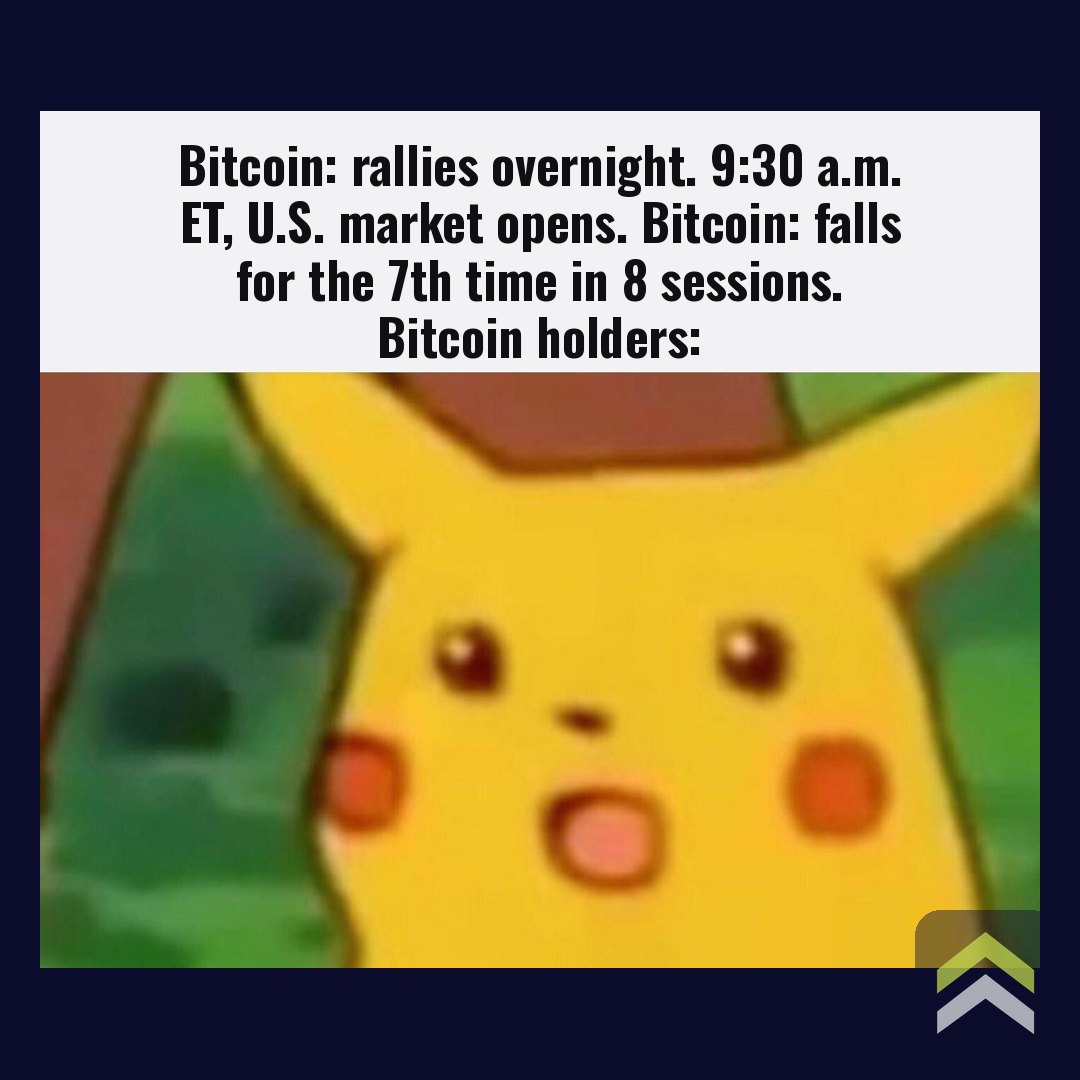 Bitcoin: rallies overnight. 9:30 a.m.
ET, U.S. market opens. Bitcoin: falls
for the 7th time in 8 sessions.
Bitcoin holders: